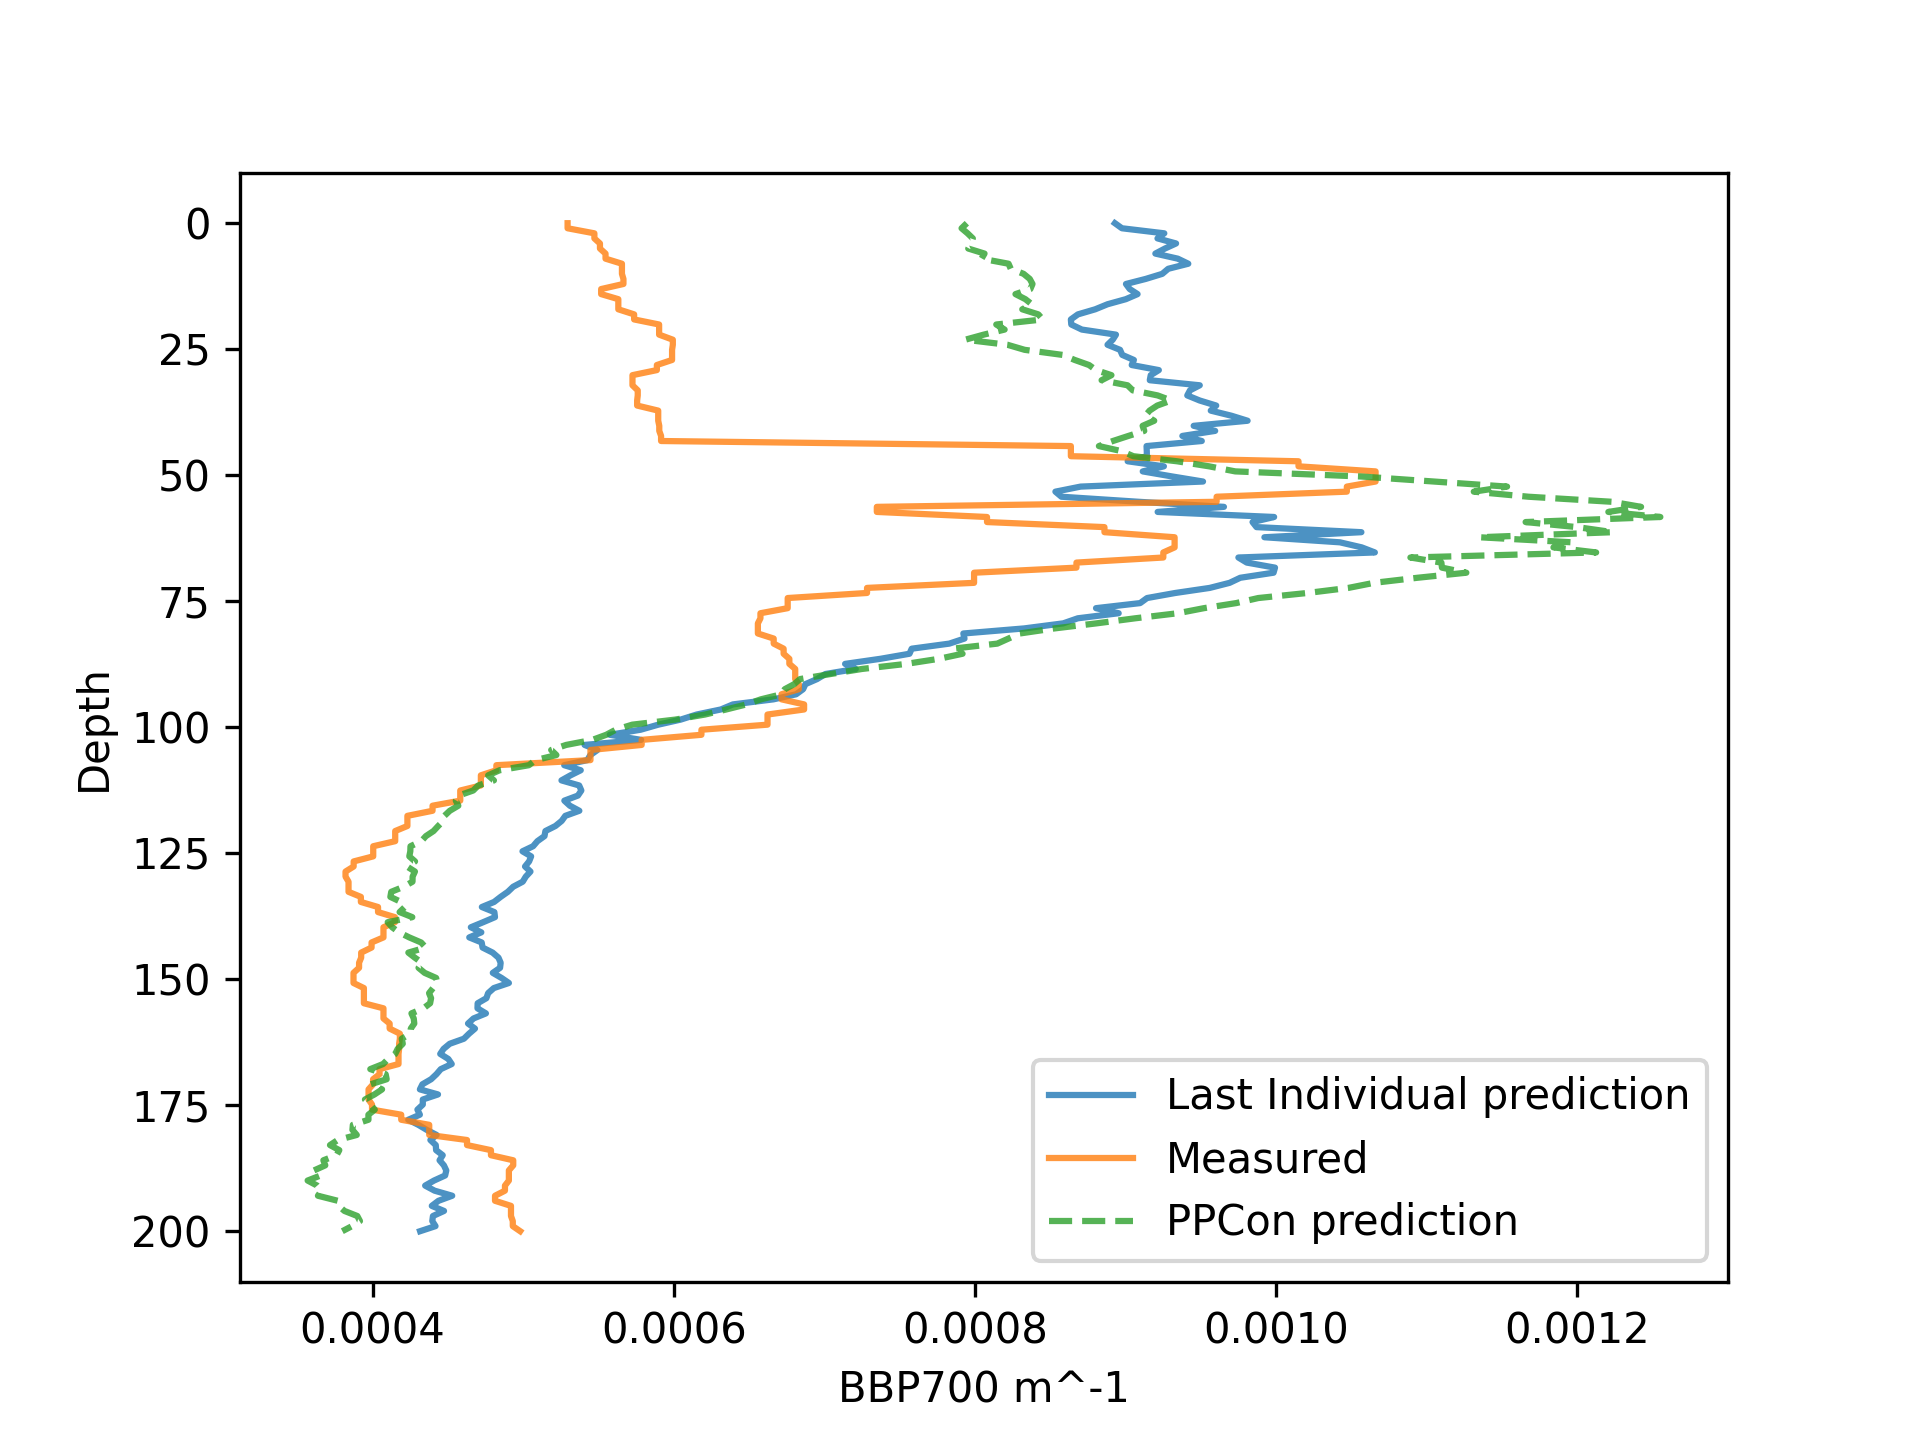 0
25
50
75
100
125
150
175
200
Depth
0.0004 0.0006 0.0008 0.0010 0.0012
BBP700 m^-1
Last Individual prediction
Measured
PPCon prediction